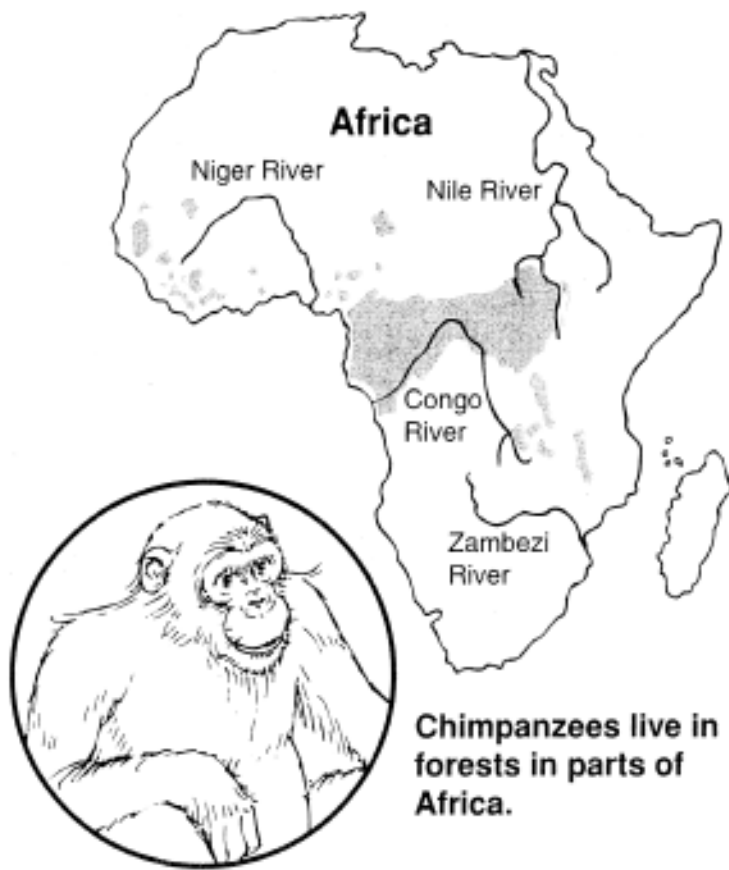 Africa
Niger River
Nile River
Congo
River
Zambezi
River
Chimpanzees live in
forests in parts of
Africa.